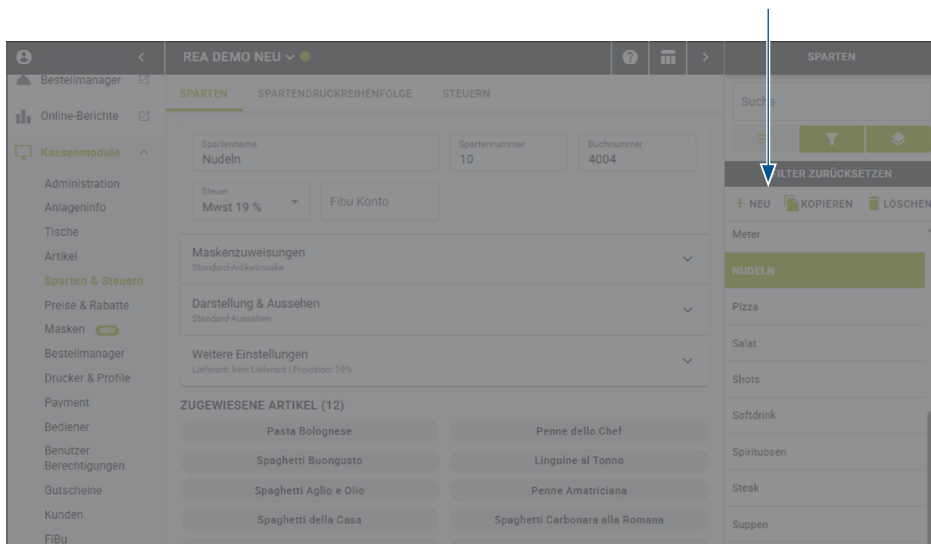 REA DEMO NEU
SPARTEN
Bestellmanager
Online-Berichte
Kassenmodule
Administration
Anlageninfo
Tische
Artikel
Sparten & Steuern
Preise & Rabatte
Masken NEU
Bestellmanager
Drucker & Profile
Payment
Bediener
Benutzer
Berechtigungen
Gutscheine
Kunden
FiBu
SPARTEN SPARTENDRUCKREIHENFOLGE STEUERN
Spartenname
Nudeln
Spartennummer
10
Buchnummer
4004
Steuer
Mwst 19 %
Fibu Konto
Maskenzuweisungen
Standard-Artikelmaske
Darstellung & Aussehen
Standard-Aussehen
Weitere Einstellungen
Lieferant: kein Lieferant | Provision: 19%
ZUGEWIESENE ARTIKEL (12)
Pasta Bolognese Penne dello Chef
Spaghetti Buongusto Linguine al Tonno
Spaghetti Aglio e Olio Penne Amatriciana
Spaghetti della Casa Spaghetti Carbonara alla Romana
Suche
FILTER ZURÜCKSETZEN
NEU KOPIEREN LÖSCHEN
Meter
NUDELN
Pizza
Salat
Shots
Softdrink
Spirituosen
Steak
Suppen